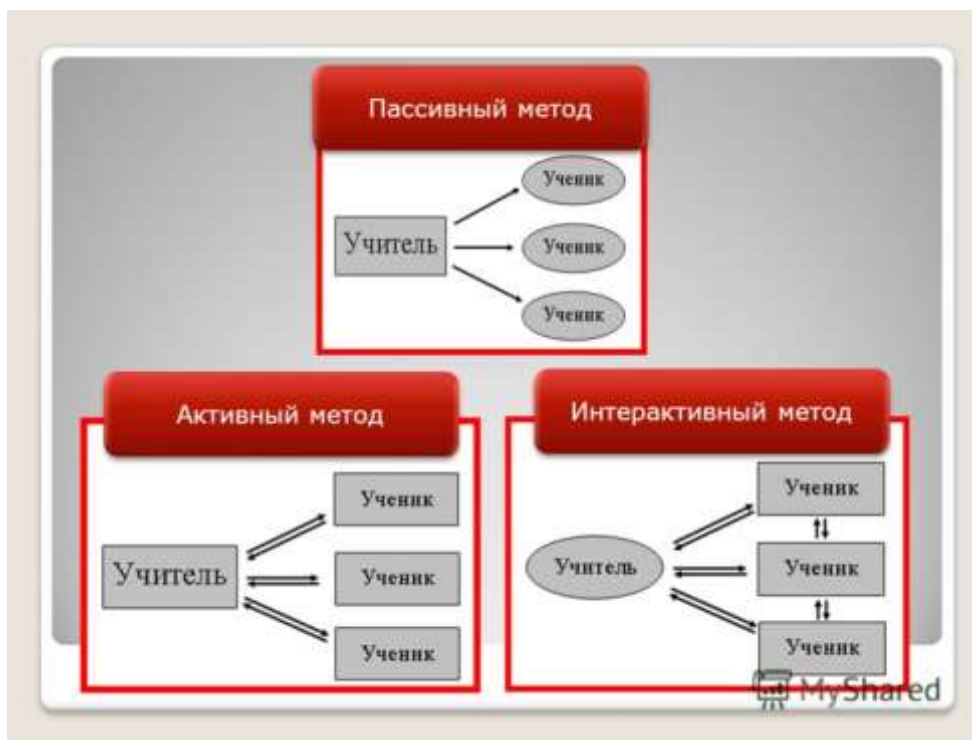 Пассивный метод
Ученик
Учитель
Ученик
Ученик
Активный метод
Ученик
Учитель
Ученик
Ученик
Интерактивный метод
Ученик
Учитель
Ученик
Ученик
MyShared